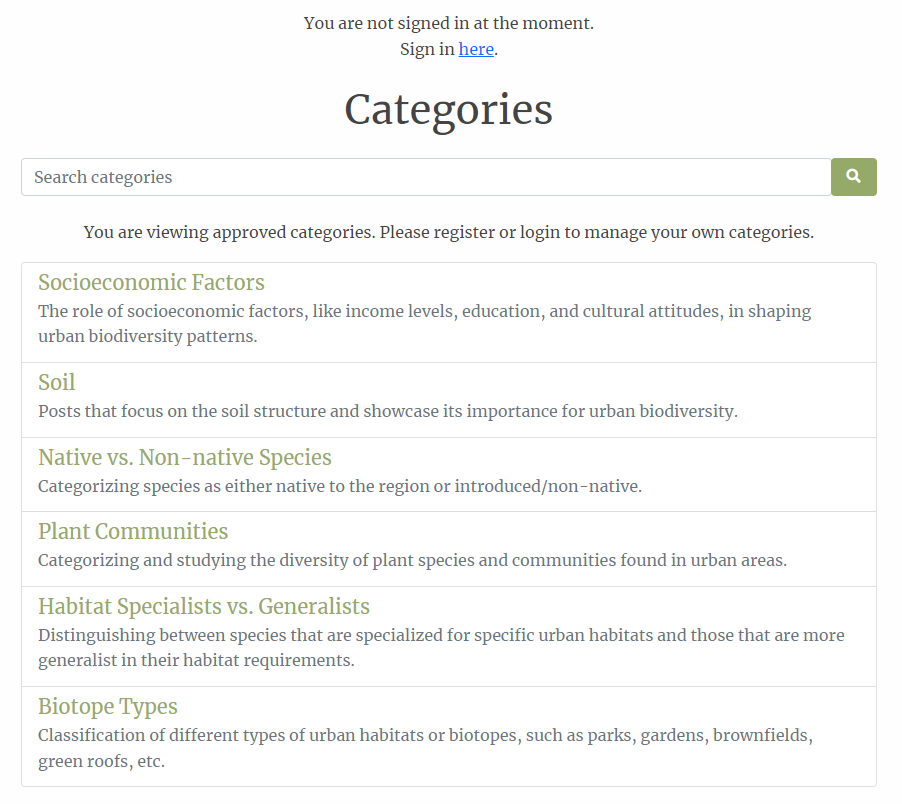 You are not signed in at the moment.
Sign in here.
Categories
Search categories
You are viewing approved categories. Please register or login to manage your own categories.
Socioeconomic Factors
The role of socioeconomic factors, like income levels, education, and cultural attitudes, in shaping
urban biodiversity patterns.
Soil
Posts that focus on the soil structure and showcase its importance for urban biodiversity.
Native vs. Non-native Species
Categorizing species as either native to the region or introduced/non-native.
Plant Communities
Categorizing and studying the diversity of plant species and communities found in urban areas.
Habitat Specialists vs. Generalists
Distinguishing between species that are specialized for specific urban habitats and those that are more
generalist in their habitat requirements.
Biotope Types
Classification of different types of urban habitats or biotopes, such as parks, gardens, brownfields,
green roofs, etc.